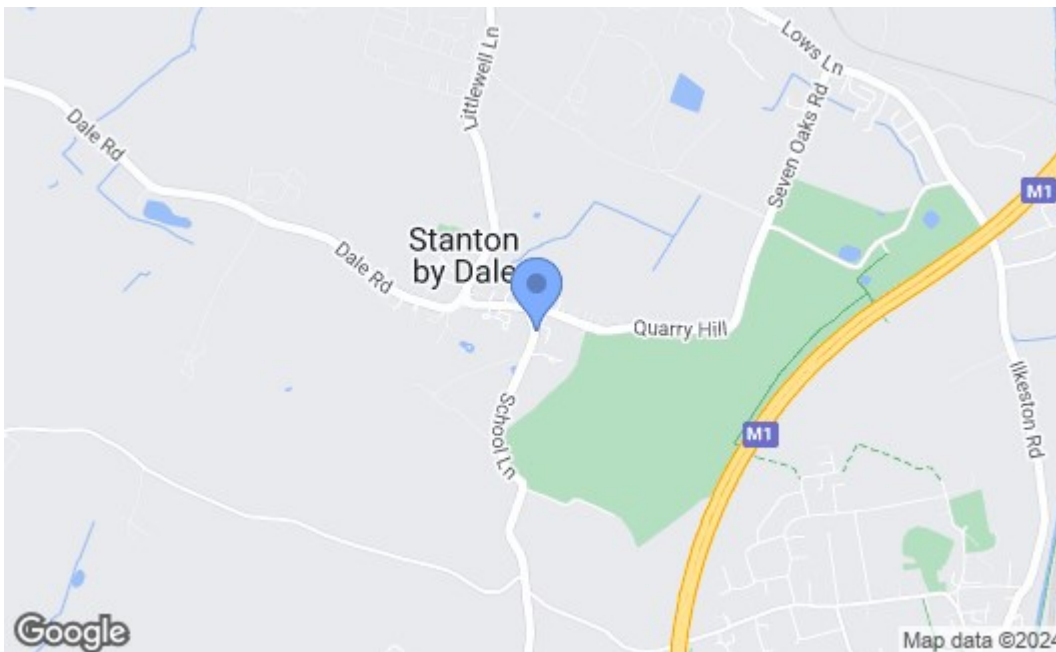 Lows Ln
Littlewell Ln
Dale Rd
Seven Oaks Rd
M1
Stanton
by Dale
Dale Rd
Quarry Hill
Ilkeston Rd
School Ln
M1
Google
Map data ©2024